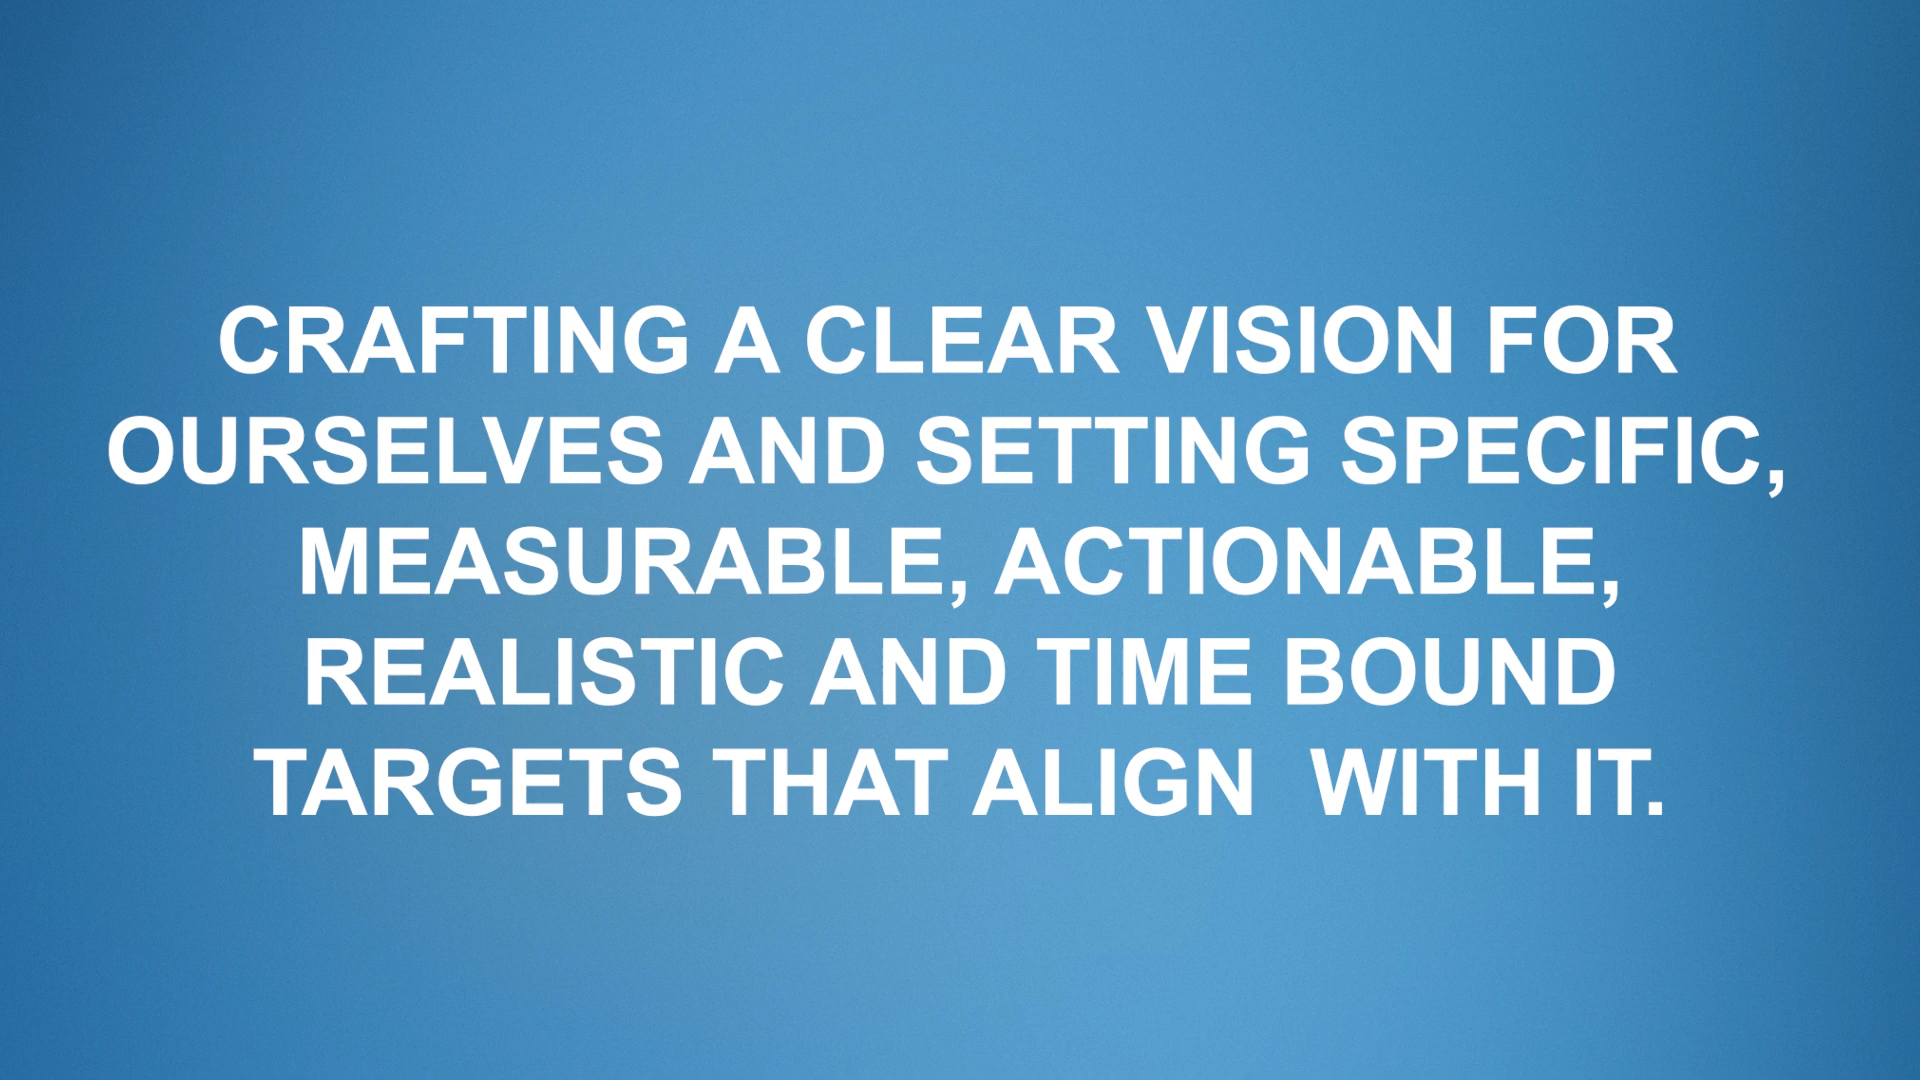 CRAFTING A CLEAR VISION FOR
OURSELVES AND SETTING SPECIFIC,
MEASURABLE, ACTIONABLE,
REALISTIC AND TIME BOUND
TARGETS THAT ALIGN  WITH IT.